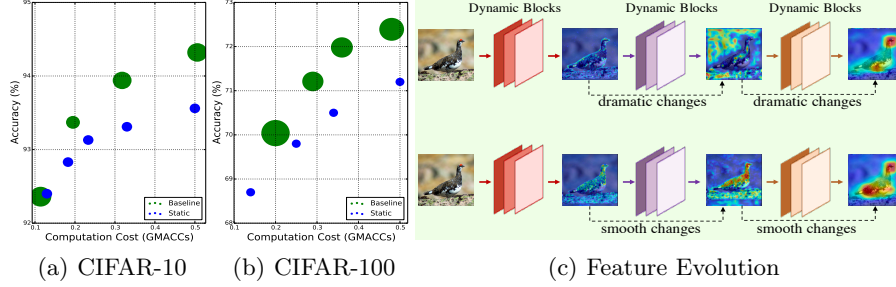 95
94
93
92
0.1 0.2 0.3 0.4 0.5
Accuracy (%)
Computation Cost (GMACCs)
Baseline
Static
(a) CIFAR-10
73
72
71
70
69
68
0.1 0.2 0.3 0.4 0.5
Accuracy (%)
Computation Cost (GMACCs)
Baseline
Static
(b) CIFAR-100
Dynamic Blocks Dynamic Blocks Dynamic Blocks
dramatic changes dramatic changes
smooth changes smooth changes
(c) Feature Evolution